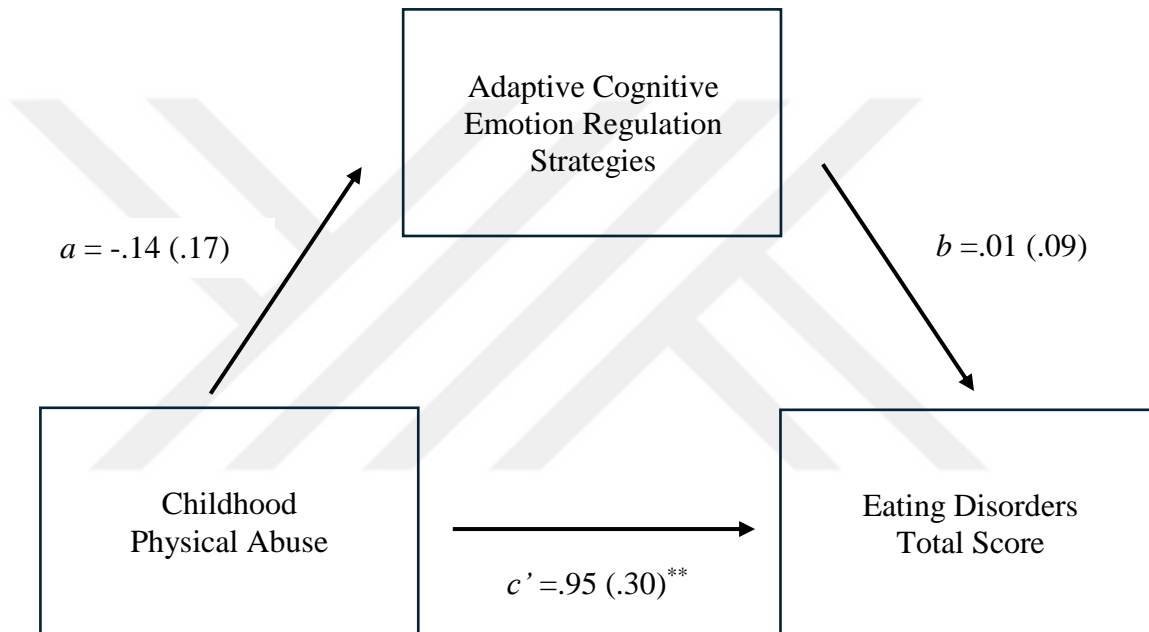 Adaptive Cognitive
Emotion Regulation
Strategies
a = -.14 (.17)
b =.01 (.09)
Childhood
Physical Abuse
Eating Disorders
Total Score
c’ =.95 (.30)**